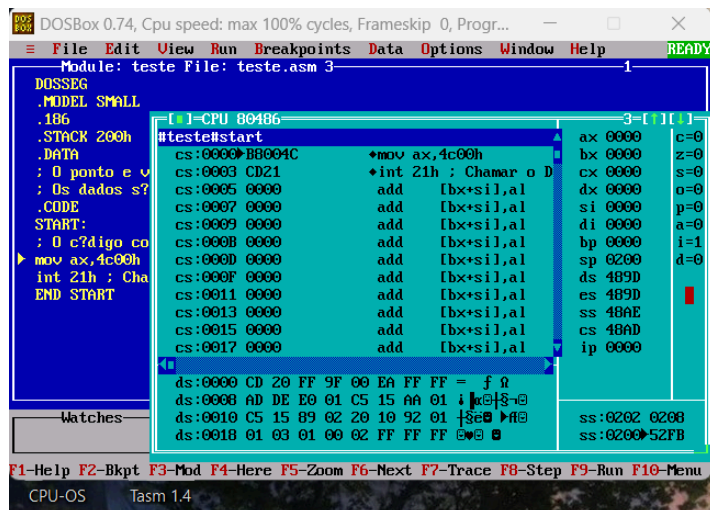 DOSBox 0.74, Cpu speed: max 100% cycles, Frameskip 0, Progr...
≡ File Edit View Run Breakpoints Data Options Window Help READY
Module: teste File: teste.asm 3 1
DOSSEG
.MODEL SMALL
.186
.STACK 200h
.DATA
; O ponto e v
; Os dados s?
.CODE
START:
; O c?digo co
mov ax,4c00h
int 21h ; Cha
END START
[■]=CPU 80486 3=[↑][↓]
#teste#start
cs:0000►B8004C ♦mov ax,4c00h
cs:0003 CD21 ♦int 21h ; Chamar o D
cs:0005 0000 add [bx+si],al
cs:0007 0000 add [bx+si],al
cs:0009 0000 add [bx+si],al
cs:000B 0000 add [bx+si],al
cs:000D 0000 add [bx+si],al
cs:000F 0000 add [bx+si],al
cs:0011 0000 add [bx+si],al
cs:0013 0000 add [bx+si],al
cs:0015 0000 add [bx+si],al
cs:0017 0000 add [bx+si],al
ax 0000 c=0
bx 0000 z=0
cx 0000 s=0
dx 0000 o=0
si 0000 p=0
di 0000 a=0
bp 0000 i=1
sp 0200 d=0
ds 489D
es 489D
ss 48AE
cs 48AD
ip 0000
ds:0000 CD 20 FF 9F 00 EA FF FF = ƒ Ω
ds:0008 AD DE E0 01 C5 15 AA 01
ds:0010 C5 15 89 02 20 10 92 01
ds:0018 01 03 01 00 02 FF FF FF
ss:0202 0208
ss:0200►52FB
Watches
F1-Help F2-Bkpt F3-Mod F4-Here F5-Zoom F6-Next F7-Trace F8-Step F9-Run F10-Menu
CPU-OS Tasm 1.4